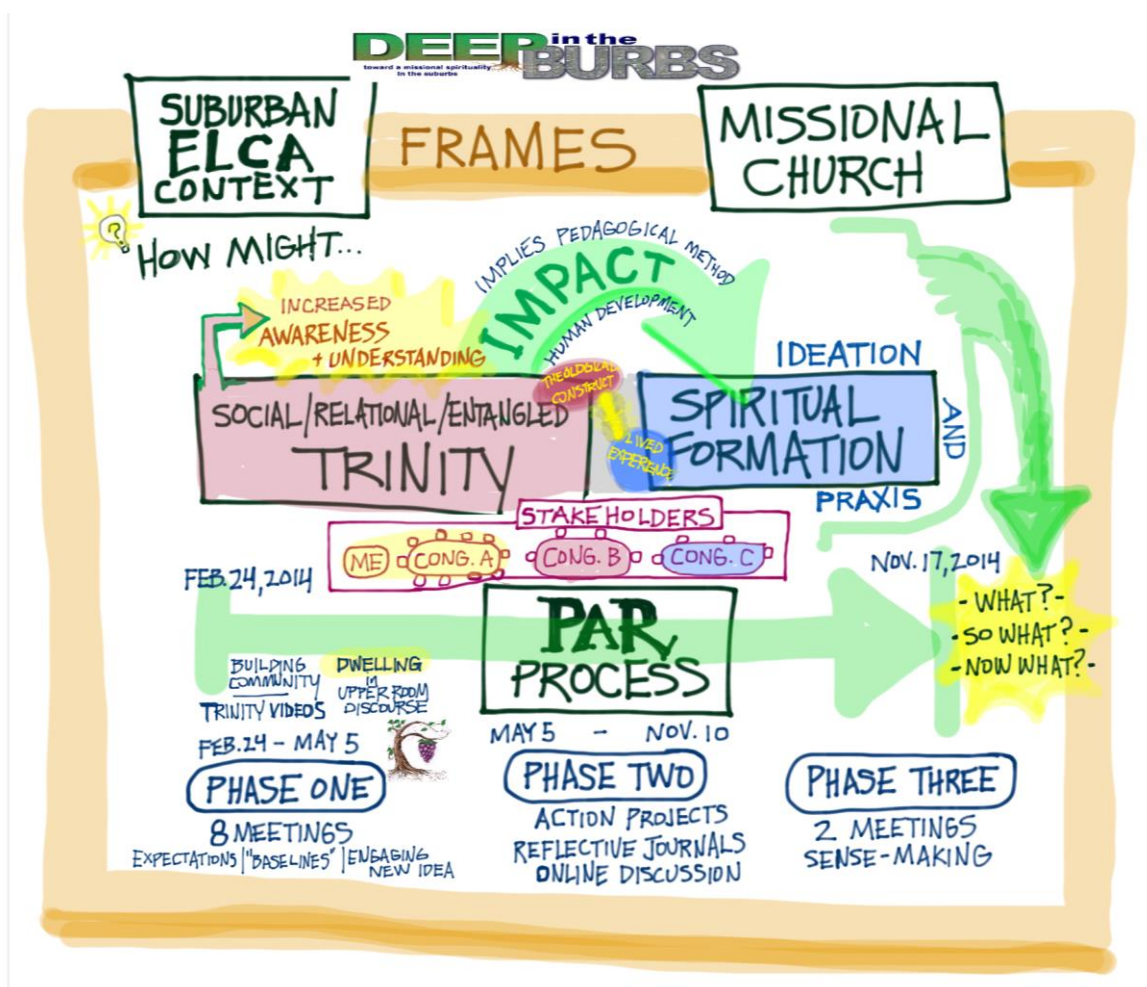 DEEP in the BURBS
toward a missional spirituality
in the suburbs
SUBURBAN
ELCA
CONTEXT
FRAMES
MISSIONAL
CHURCH
?
HOW MIGHT...
IMPLIES PEDAGOGICAL METHOD
IMPACT
HUMAN DEVELOPMENT
INCREASED
AWARENESS
+ UNDERSTANDING
THEOLOGICAL
CONSTRUCT
LIVED
EXPERIENCE
SOCIAL/RELATIONAL/ENTANGLED
TRINITY
IDEATION
SPIRITUAL
FORMATION
AND
PRAXIS
STAKEHOLDERS
ME CONG. A CONG. B CONG. C
FEB. 24, 2014
NOV. 17, 2014
- WHAT? -
- SO WHAT? -
- NOW WHAT? -
PAR
PROCESS
BUILDING
COMMUNITY
TRINITY VIDEOS
DWELLING
in
UPPER ROOM
DISCOURSE
FEB. 24 - MAY 5
PHASE ONE
8 MEETINGS
EXPECTATIONS | "BASELINES" | ENGAGING
NEW IDEA
MAY 5 - NOV. 10
PHASE TWO
ACTION PROJECTS
REFLECTIVE JOURNALS
ONLINE DISCUSSION
PHASE THREE
2 MEETINGS
SENSE-MAKING